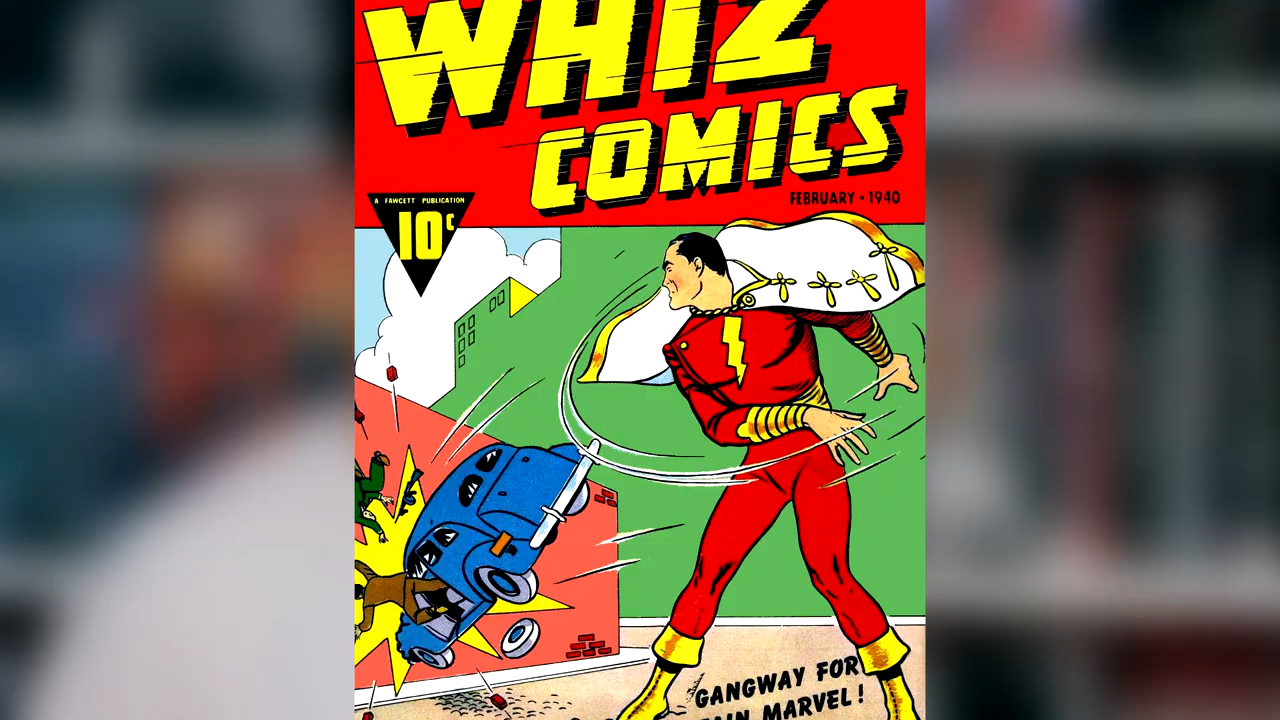 WHIZ
COMICS
A FAWCETT PUBLICATION
10¢
FEBRUARY • 1940
GANGWAY FOR
MARVEL!